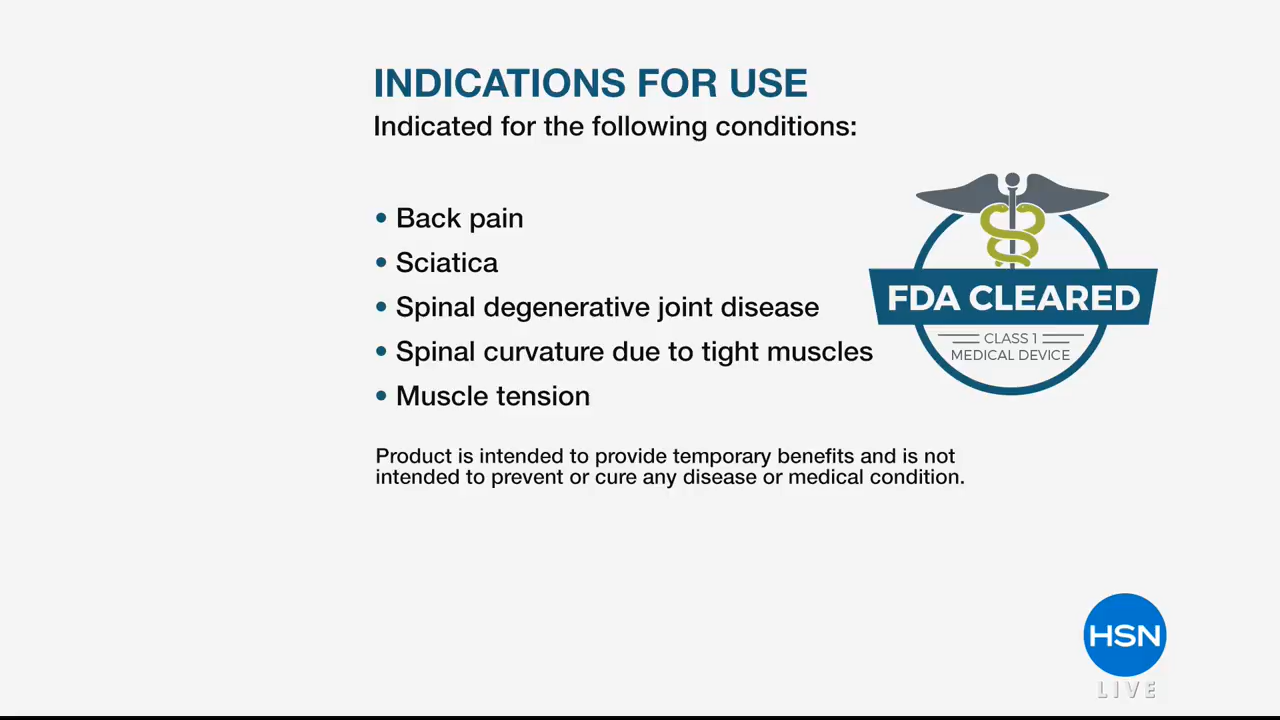 INDICATIONS FOR USE
Indicated for the following conditions:
• Back pain
• Sciatica
• Spinal degenerative joint disease
• Spinal curvature due to tight muscles
• Muscle tension
FDA CLEARED
CLASS 1
MEDICAL DEVICE
Product is intended to provide temporary benefits and is not
intended to prevent or cure any disease or medical condition.
HSN
LIVE